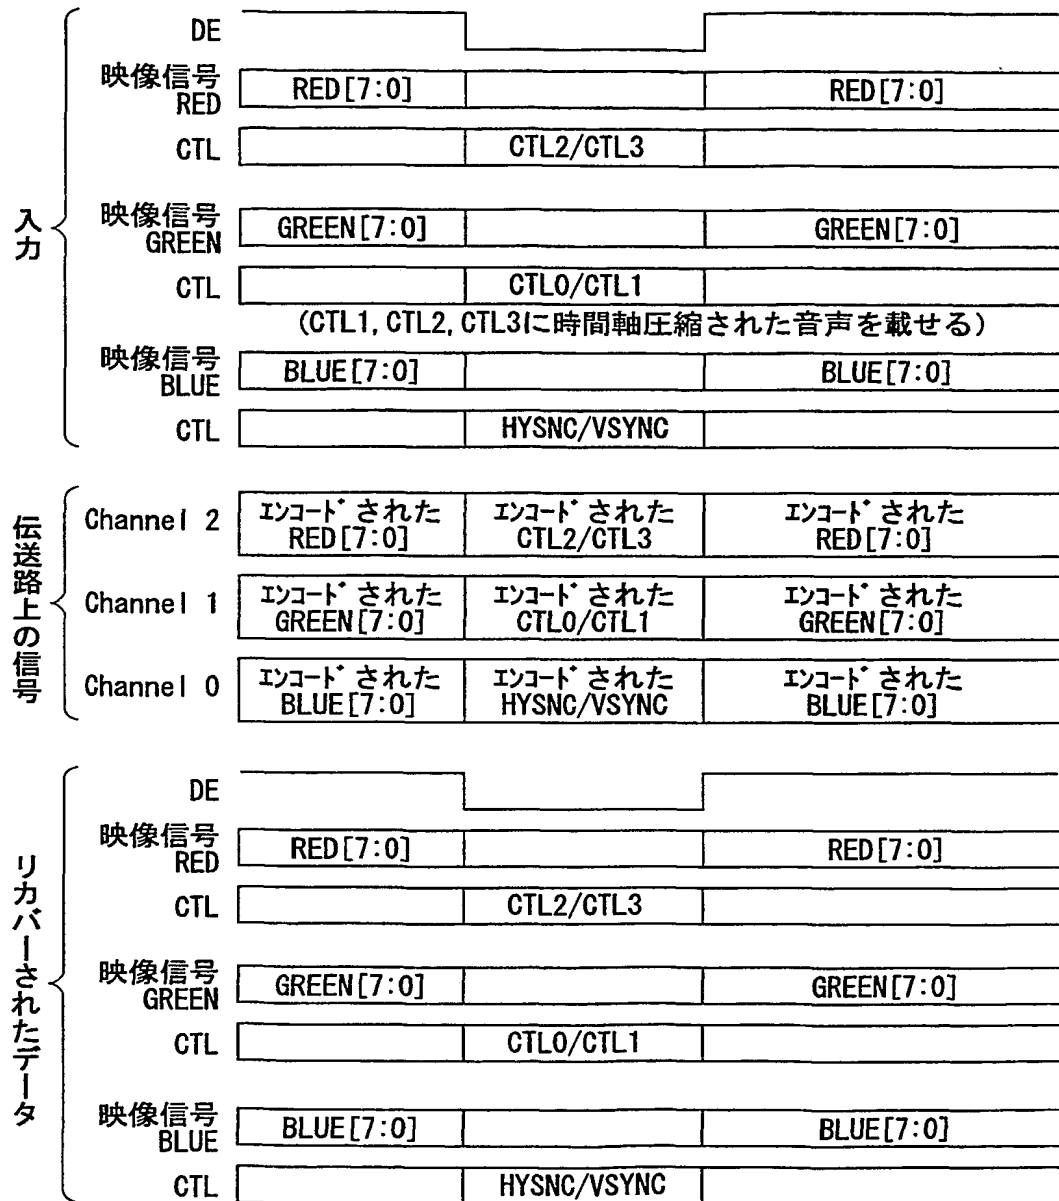 入力
DE
映像信号 RED RED[7:0] RED[7:0]
CTL CTL2/CTL3
映像信号 GREEN GREEN[7:0] GREEN[7:0]
CTL CTL0/CTL1
(CTL1, CTL2, CTL3に時間軸圧縮された音声を載せる)
映像信号 BLUE BLUE[7:0] BLUE[7:0]
CTL HYSNC/VSYNC
伝送路上の信号
Channel 2 エンコードされた RED[7:0] エンコードされた CTL2/CTL3 エンコードされた RED[7:0]
Channel 1 エンコードされた GREEN[7:0] エンコードされた CTL0/CTL1 エンコードされた GREEN[7:0]
Channel 0 エンコードされた BLUE[7:0] エンコードされた HYSNC/VSYNC エンコードされた BLUE[7:0]
リカバーされたデータ
DE
映像信号 RED RED[7:0] RED[7:0]
CTL CTL2/CTL3
映像信号 GREEN GREEN[7:0] GREEN[7:0]
CTL CTL0/CTL1
映像信号 BLUE BLUE[7:0] BLUE[7:0]
CTL HYSNC/VSYNC